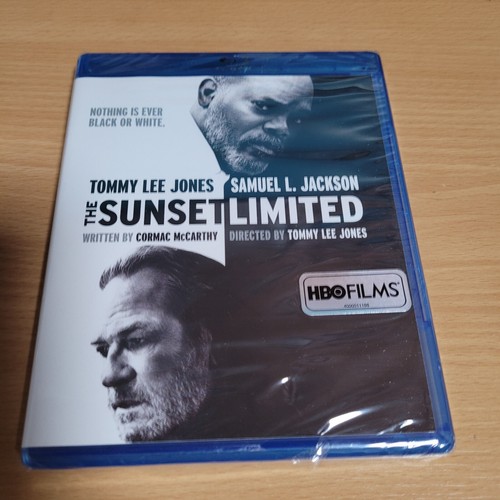 NOTHING IS EVER
BLACK OR WHITE.
TOMMY LEE JONES SAMUEL L. JACKSON
THE SUNSET LIMITED
WRITTEN BY CORMAC McCARTHY DIRECTED BY TOMMY LEE JONES
HBO FILMS